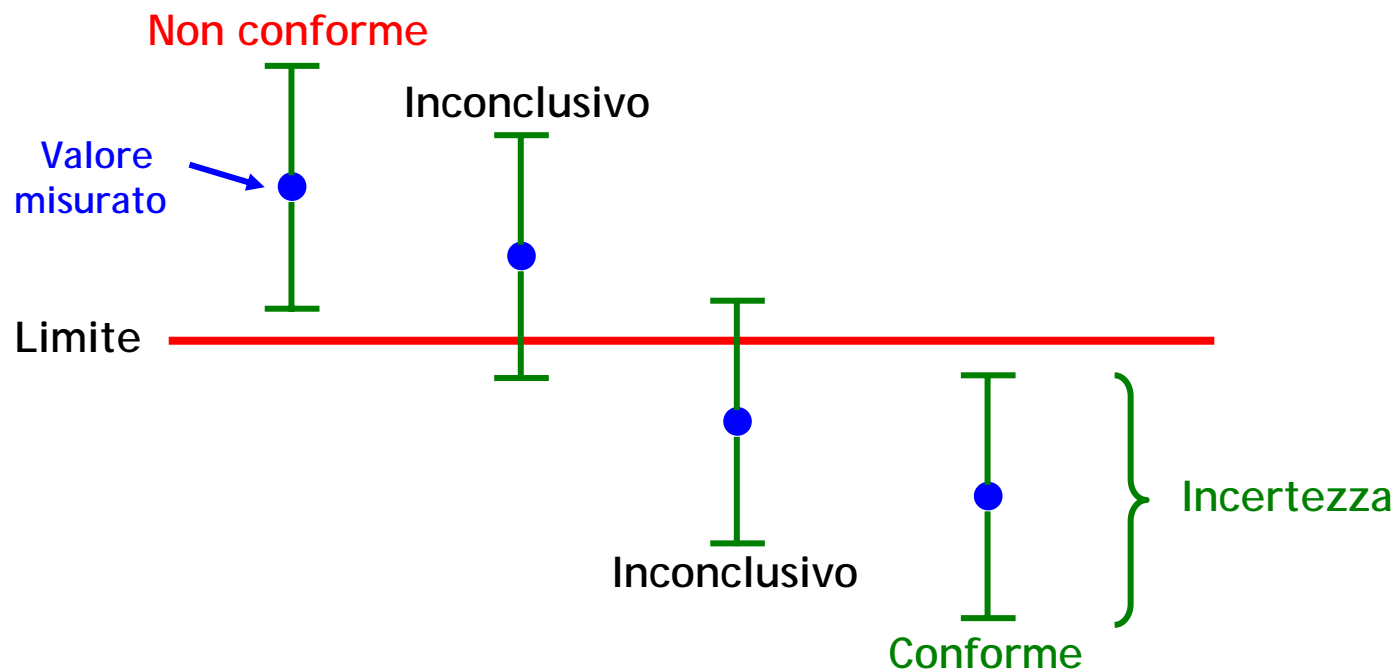 Non conforme
Inconclusivo
Valore
misurato
Limite
Incertezza
Inconclusivo
Conforme